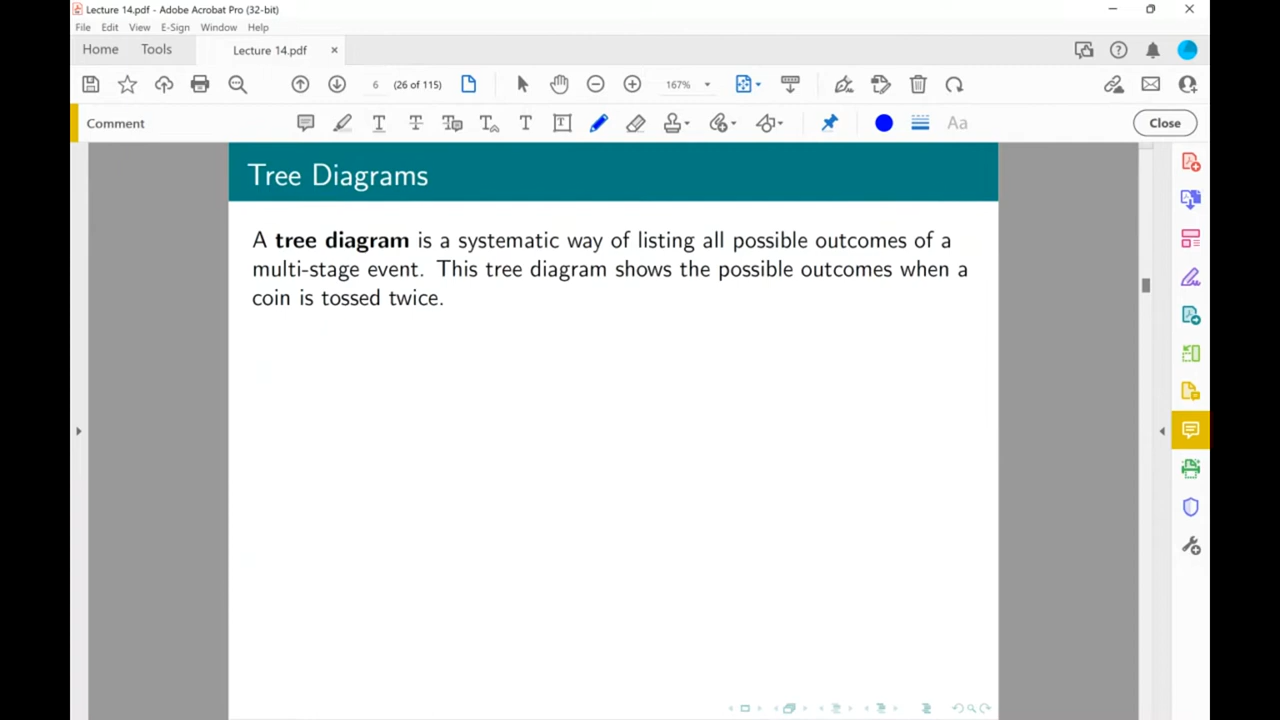 Lecture 14.pdf - Adobe Acrobat Pro (32-bit)
File Edit View E-Sign Window Help
Home Tools Lecture 14.pdf ×
6 (26 of 115) 167%
Comment Aa Close
Tree Diagrams
A tree diagram is a systematic way of listing all possible outcomes of a
multi-stage event. This tree diagram shows the possible outcomes when a
coin is tossed twice.